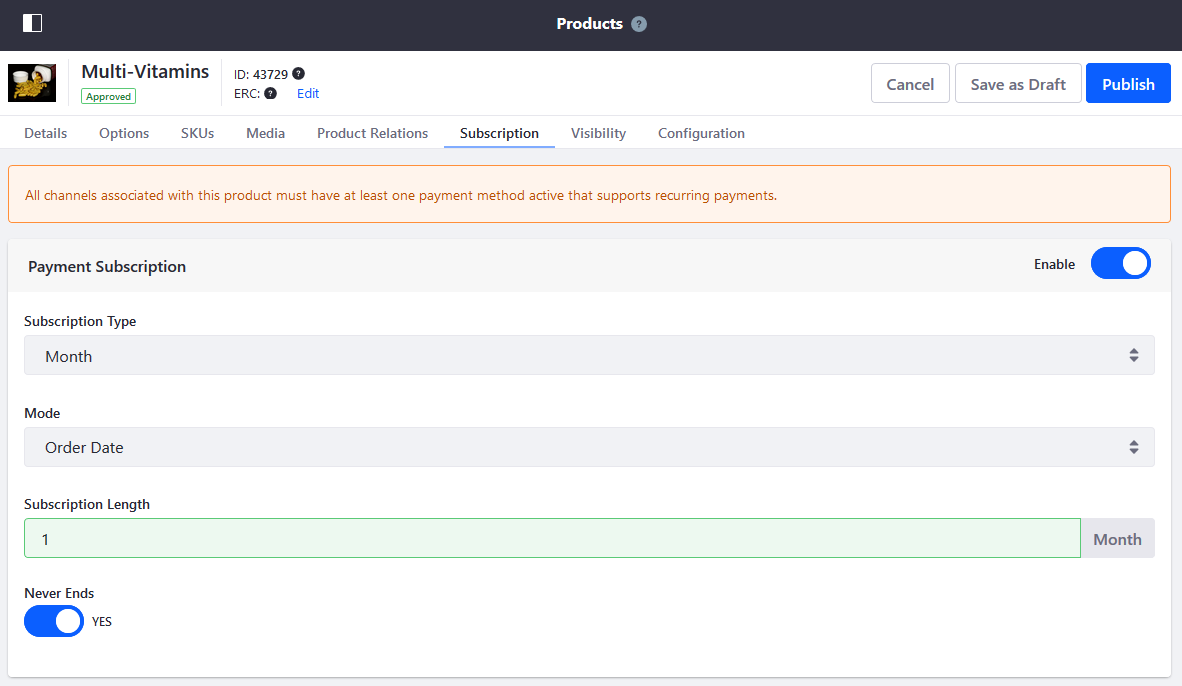 Products
Multi-Vitamins
Approved
ID: 43729
ERC:
Edit
Cancel
Save as Draft
Publish
Details
Options
SKUs
Media
Product Relations
Subscription
Visibility
Configuration
All channels associated with this product must have at least one payment method active that supports recurring payments.
Payment Subscription
Enable
Subscription Type
Month
Mode
Order Date
Subscription Length
1
Month
Never Ends
YES